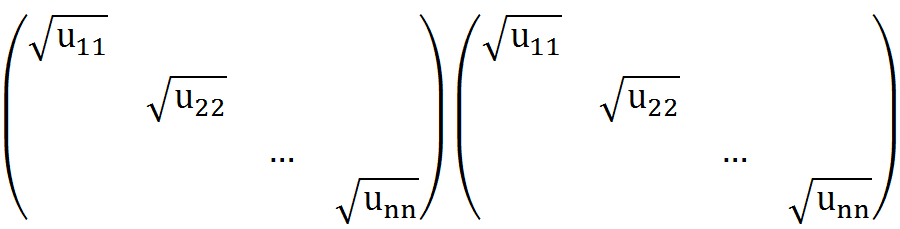 √u₁₁ √u₁₁
√u₂₂ √u₂₂
... ...
√uₙₙ √uₙₙ